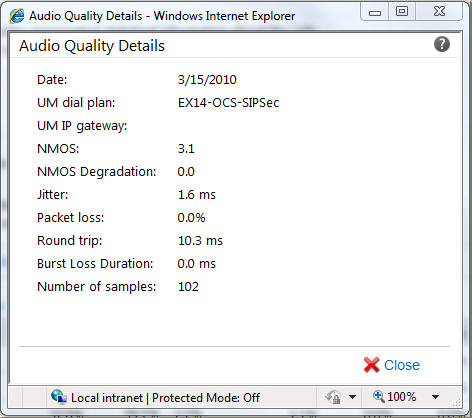 Audio Quality Details - Windows Internet Explorer
Audio Quality Details
Date: 3/15/2010
UM dial plan: EX14-OCS-SIPSec
UM IP gateway:
NMOS: 3.1
NMOS Degradation: 0.0
Jitter: 1.6 ms
Packet loss: 0.0%
Round trip: 10.3 ms
Burst Loss Duration: 0.0 ms
Number of samples: 102
Close
Local intranet | Protected Mode: Off
100%